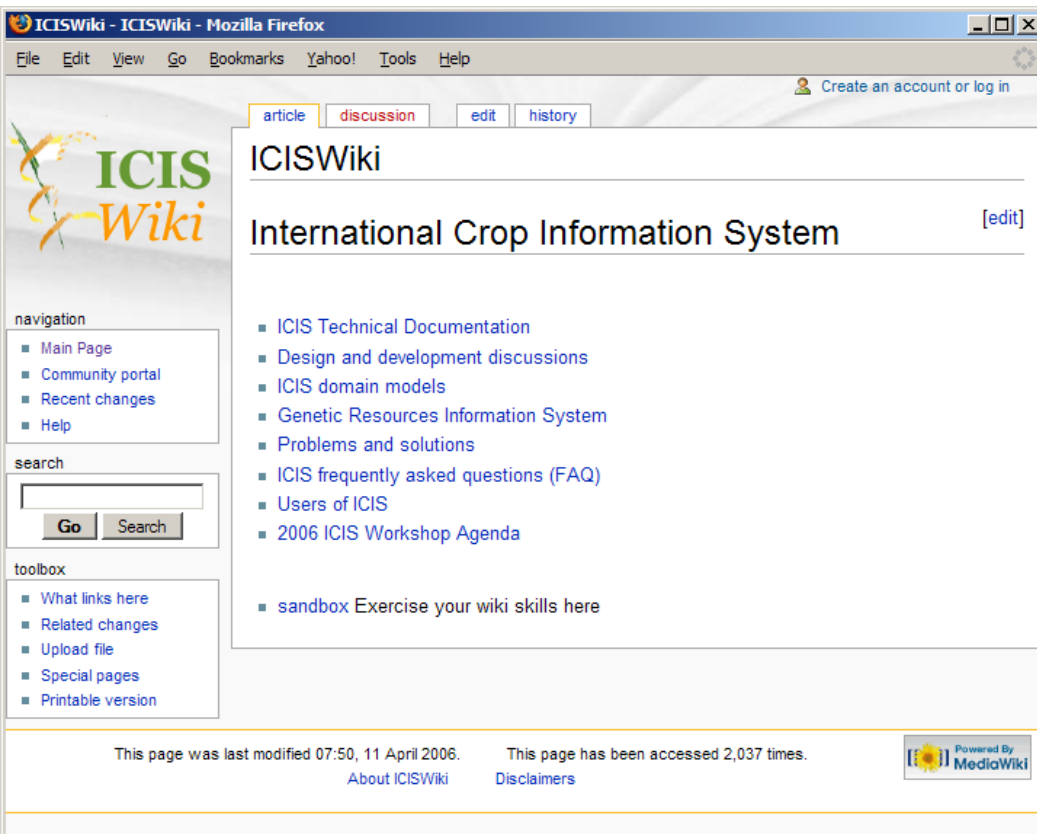 ICISWiki - ICISWiki - Mozilla Firefox
File Edit View Go Bookmarks Yahoo! Tools Help
Create an account or log in
article discussion edit history
ICIS
Wiki
ICISWiki
International Crop Information System [edit]
navigation
Main Page
Community portal
Recent changes
Help
search
Go Search
toolbox
What links here
Related changes
Upload file
Special pages
Printable version
ICIS Technical Documentation
Design and development discussions
ICIS domain models
Genetic Resources Information System
Problems and solutions
ICIS frequently asked questions (FAQ)
Users of ICIS
2006 ICIS Workshop Agenda
sandbox Exercise your wiki skills here
This page was last modified 07:50, 11 April 2006. This page has been accessed 2,037 times.
About ICISWiki Disclaimers
Powered By
MediaWiki